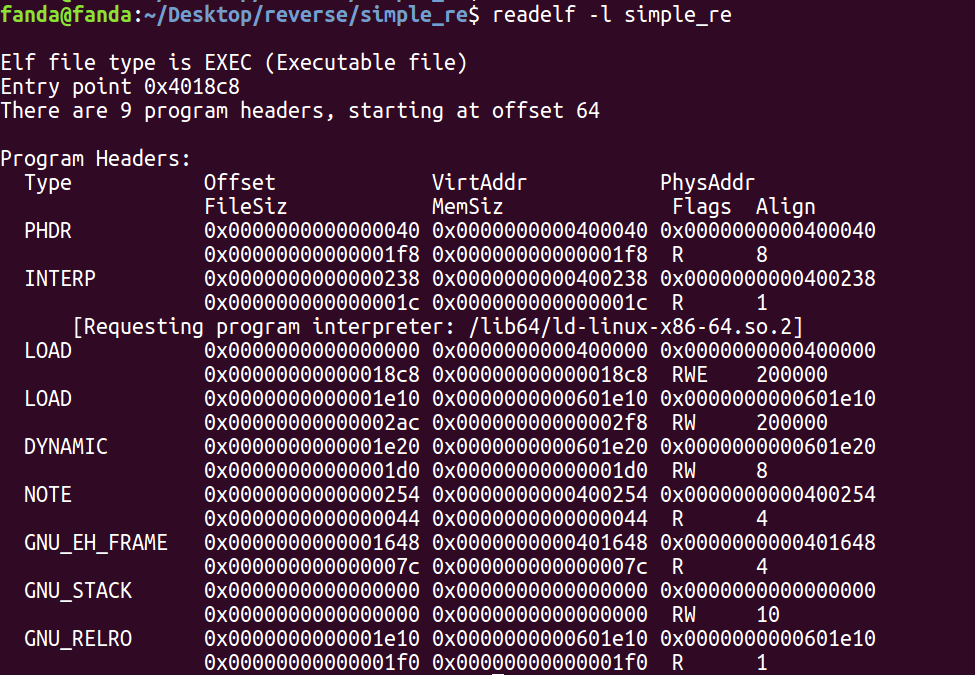 fanda@fanda:~/Desktop/reverse/simple_re$ readelf -l simple_re
Elf file type is EXEC (Executable file)
Entry point 0x4018c8
There are 9 program headers, starting at offset 64
Program Headers:
  Type           Offset             VirtAddr           PhysAddr
                 FileSiz            MemSiz              Flags  Align
  PHDR           0x0000000000000040 0x0000000000400040 0x0000000000400040
                 0x00000000000001f8 0x00000000000001f8  R      8
  INTERP         0x0000000000000238 0x0000000000400238 0x0000000000400238
                 0x000000000000001c 0x000000000000001c  R      1
      [Requesting program interpreter: /lib64/ld-linux-x86-64.so.2]
  LOAD           0x0000000000000000 0x0000000000400000 0x0000000000400000
                 0x00000000000018c8 0x00000000000018c8  RWE    200000
  LOAD           0x0000000000001e10 0x0000000000601e10 0x0000000000601e10
                 0x00000000000002ac 0x00000000000002f8  RW     200000
  DYNAMIC        0x0000000000001e20 0x0000000000601e20 0x0000000000601e20
                 0x00000000000001d0 0x00000000000001d0  RW     8
  NOTE           0x0000000000000254 0x0000000000400254 0x0000000000400254
                 0x0000000000000044 0x0000000000000044  R      4
  GNU_EH_FRAME   0x0000000000001648 0x0000000000401648 0x0000000000401648
                 0x000000000000007c 0x000000000000007c  R      4
  GNU_STACK      0x0000000000000000 0x0000000000000000 0x0000000000000000
                 0x0000000000000000 0x0000000000000000  RW     10
  GNU_RELRO      0x0000000000001e10 0x0000000000601e10 0x0000000000601e10
                 0x00000000000001f0 0x00000000000001f0  R      1